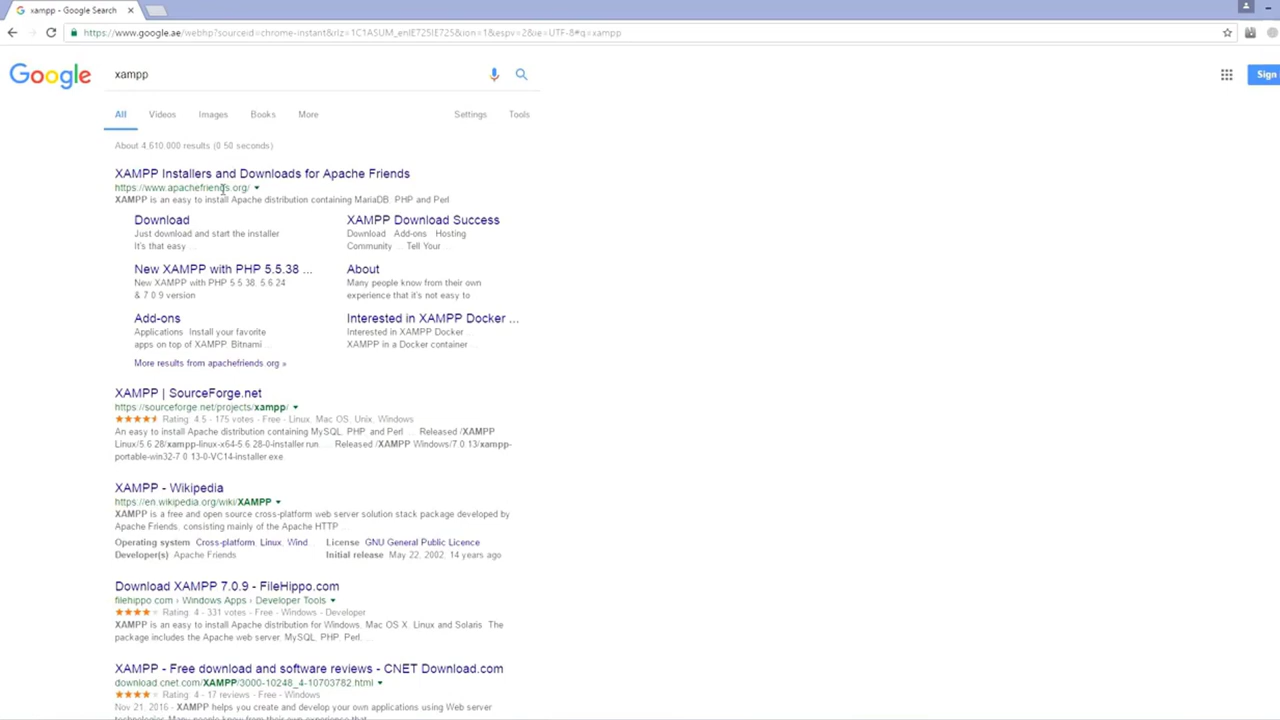 xampp - Google Search
https://www.google.ae/webhp?sourceid=chrome-instant&rlz=1C1ASUM_enIE725IE725&ion=1&espv=2&ie=UTF-8#q=xampp
Google
xampp
Sign
All Videos Images Books More Settings Tools
About 4,610,000 results (0.50 seconds)
XAMPP Installers and Downloads for Apache Friends
https://www.apachefriends.org/
XAMPP is an easy to install Apache distribution containing MariaDB, PHP and Perl.
Download
Just download and start the installer.
It's that easy ...
XAMPP Download Success
Download · Add-ons · Hosting ·
Community ... Tell Your ...
New XAMPP with PHP 5.5.38 ...
New XAMPP with PHP 5.5.38, 5.6.24
& 7.0.9 version
About
Many people know from their own
experience that it's not easy to
Add-ons
Applications. Install your favorite
apps on top of XAMPP. Bitnami ...
Interested in XAMPP Docker ...
Interested in XAMPP Docker ...
XAMPP in a Docker container ...
More results from apachefriends.org »
XAMPP | SourceForge.net
https://sourceforge.net/projects/xampp/
Rating: 4.5 - 175 votes - Free - Linux, Mac OS, Unix, Windows
An easy to install Apache distribution containing MySQL, PHP, and Perl ... Released /XAMPP
Linux/5.6.28/xampp-linux-x64-5.6.28-0-installer.run. ... Released /XAMPP Windows/7.0.13/xampp-
portable-win32-7.0.13-0-VC14-installer.exe
XAMPP - Wikipedia
https://en.wikipedia.org/wiki/XAMPP
XAMPP is a free and open source cross-platform web server solution stack package developed by
Apache Friends, consisting mainly of the Apache HTTP ...
Operating system Cross-platform, Linux, Wind... License GNU General Public Licence
Developer(s) Apache Friends Initial release May 22, 2002, 14 years ago
Download XAMPP 7.0.9 - FileHippo.com
filehippo.com › Windows Apps › Developer Tools
Rating: 4 - 331 votes - Free - Windows - Developer
XAMPP is an easy to install Apache distribution for Windows, Mac OS X, Linux and Solaris. The
package includes the Apache web server, MySQL, PHP, Perl, ...
XAMPP - Free download and software reviews - CNET Download.com
download.cnet.com/XAMPP/3000-10248_4-10703782.html
Rating: 4 - 17 reviews - Free - Windows
Nov 21, 2016 - XAMPP helps you create and develop your own applications using Web server
technologies. Many people know from their own experience that